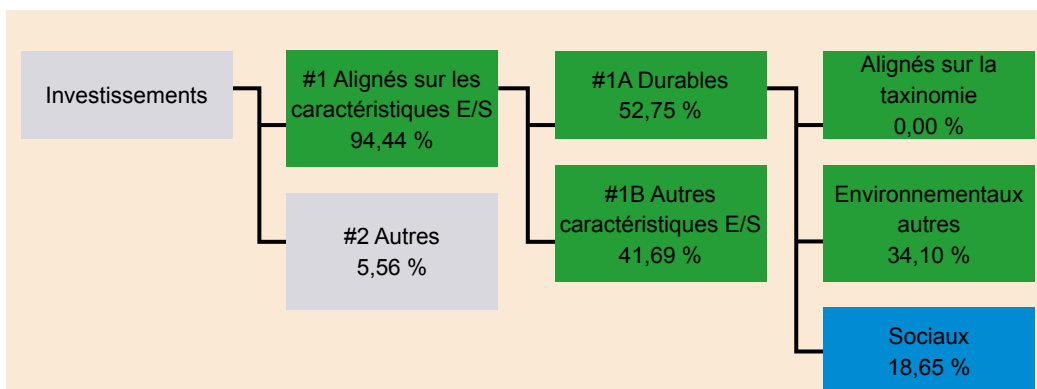 Investissements
#1 Alignés sur les
caractéristiques E/S
94,44 %
#2 Autres
5,56 %
#1A Durables
52,75 %
#1B Autres
caractéristiques E/S
41,69 %
Alignés sur la
taxinomie
0,00 %
Environnementaux
autres
34,10 %
Sociaux
18,65 %